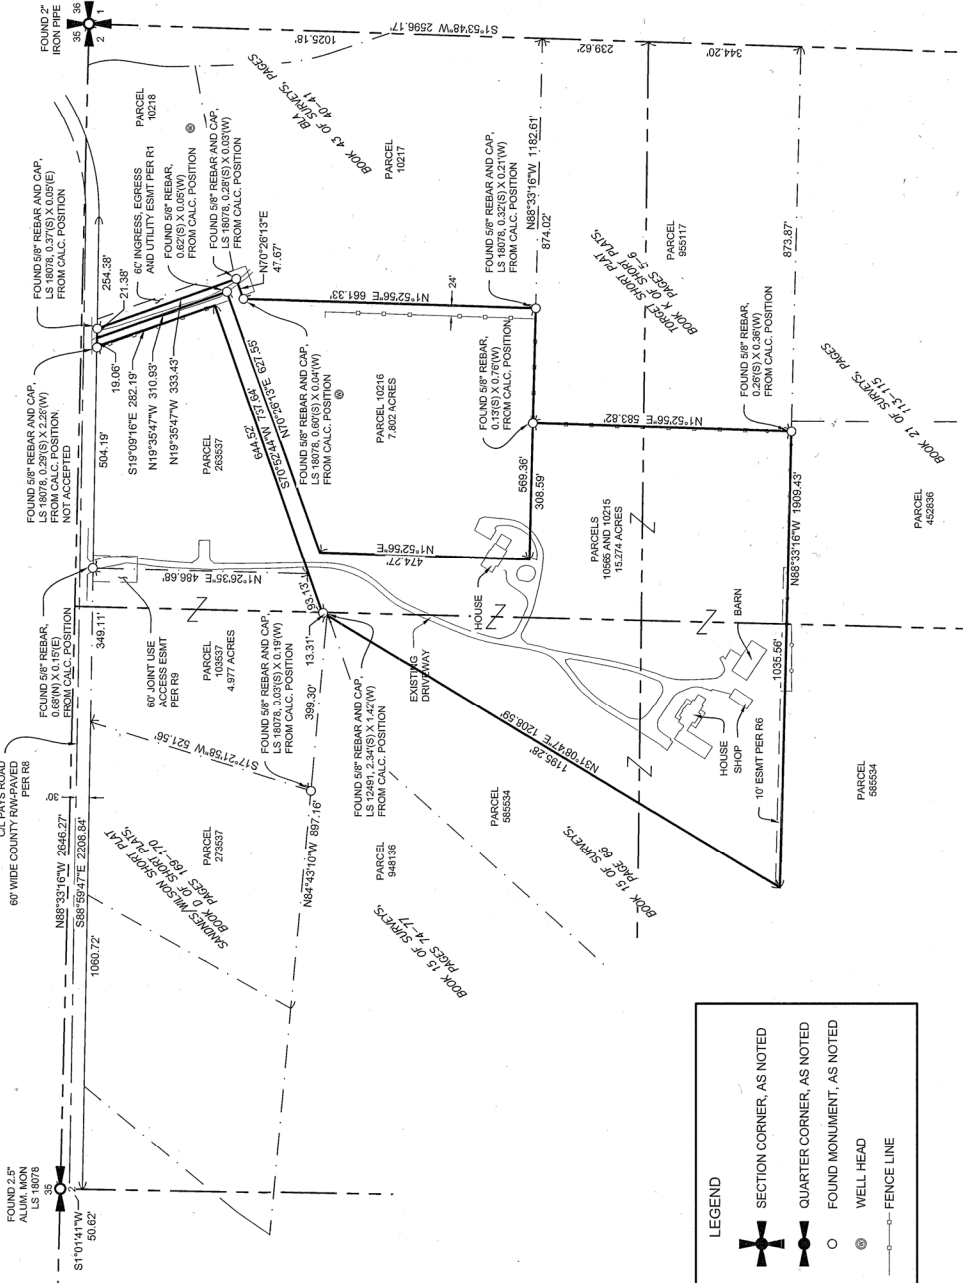 FOUND 2"
IRON PIPE
35
36
2
1
S1°53'48"W 2596.17'
1025.18'
239.62'
344.20'
FOUND 5/8" REBAR AND CAP,
LS 18078, 0.37'(S) X 0.05'(E)
FROM CALC. POSITION
254.38'
21.38'
PARCEL
10218
60' INGRESS, EGRESS
AND UTILITY ESMT PER R1
FOUND 5/8" REBAR,
0.62'(S) X 0.05'(W)
FROM CALC. POSITION
FOUND 5/8" REBAR AND CAP,
LS 18078, 0.28'(S) X 0.03'(W)
FROM CALC. POSITION
N70°26'13"E
47.67'
BLA
BOOK 43 OF SURVEYS, PAGES
40-41
PARCEL
10217
FOUND 5/8" REBAR AND CAP,
LS 18078, 0.32'(S) X 0.21'(W)
FROM CALC. POSITION
N88°33'16"W 1182.61'
874.02'
873.87'
PARCEL
955117
TORGET SHORT PLAT
BOOK K OF SHORT PLATS,
PAGES 5-6
FOUND 5/8" REBAR AND CAP,
LS 18078, 0.29'(S) X 2.22'(W)
FROM CALC. POSITION.
NOT ACCEPTED
19.06'
S19°09'16"E 282.19'
N19°35'47"W 310.93'
N19°35'47"W 333.43'
504.19'
PARCEL
263537
644.52'
S70°52'44"W 737.64'
N70°26'13"E 627.55'
N1°52'56"E 661.33'
24'
FOUND 5/8" REBAR AND CAP,
LS 18078, 0.60'(S) X 0.04'(W)
FROM CALC. POSITION
PARCEL 10216
7.802 ACRES
FOUND 5/8" REBAR,
0.13'(S) X 0.76'(W)
FROM CALC. POSITION
N1°52'56"E 583.82'
FOUND 5/8" REBAR,
0.26'(S) X 0.36'(W)
FROM CALC. POSITION
BOOK 21 OF SURVEYS, PAGES
113-115
PARCEL
452836
569.36'
308.59'
N1°52'56"E
474.27'
PARCELS
10565 AND 10215
15.274 ACRES
N88°33'16"W 1909.43'
FOUND 5/8" REBAR,
0.68'(N) X 0.15'(E)
FROM CALC. POSITION
349.11'
N1°26'35"E 486.68'
93.13'
13.31'
60' JOINT USE
ACCESS ESMT
PER R9
PARCEL
103537
4.977 ACRES
FOUND 5/8" REBAR AND CAP,
LS 18078, 0.03'(S) X 0.19'(W)
FROM CALC. POSITION
399.30'
FOUND 5/8" REBAR AND CAP,
LS 12491, 2.34'(S) X 1.42'(W)
FROM CALC. POSITION
EXISTING
DRIVEWAY
HOUSE
BARN
1035.56'
HOUSE
SHOP
10' ESMT PER R6
N31°08'47"E 1208.59'
1195.28'
S17°21'58"W 521.56'
C/L PAYS ROAD
60' WIDE COUNTY R/W-PAVED
PER R8
30'
N88°33'16"W 2646.27'
S88°59'47"E 2208.84'
1060.72'
SANDNES/WILSON SHORT PLAT
BOOK D OF SHORT PLATS,
PAGES 169-170
PARCEL
273537
N84°43'10"W 897.16'
PARCEL
948136
BOOK 15 OF SURVEYS,
PAGES 74-77
PARCEL
585534
BOOK 15 OF SURVEYS,
PAGE 66
PARCEL
585534
FOUND 2.5"
ALUM. MON
LS 18078
35
2
S1°01'41"W
50.62'
LEGEND
SECTION CORNER, AS NOTED
QUARTER CORNER, AS NOTED
FOUND MONUMENT, AS NOTED
W WELL HEAD
FENCE LINE